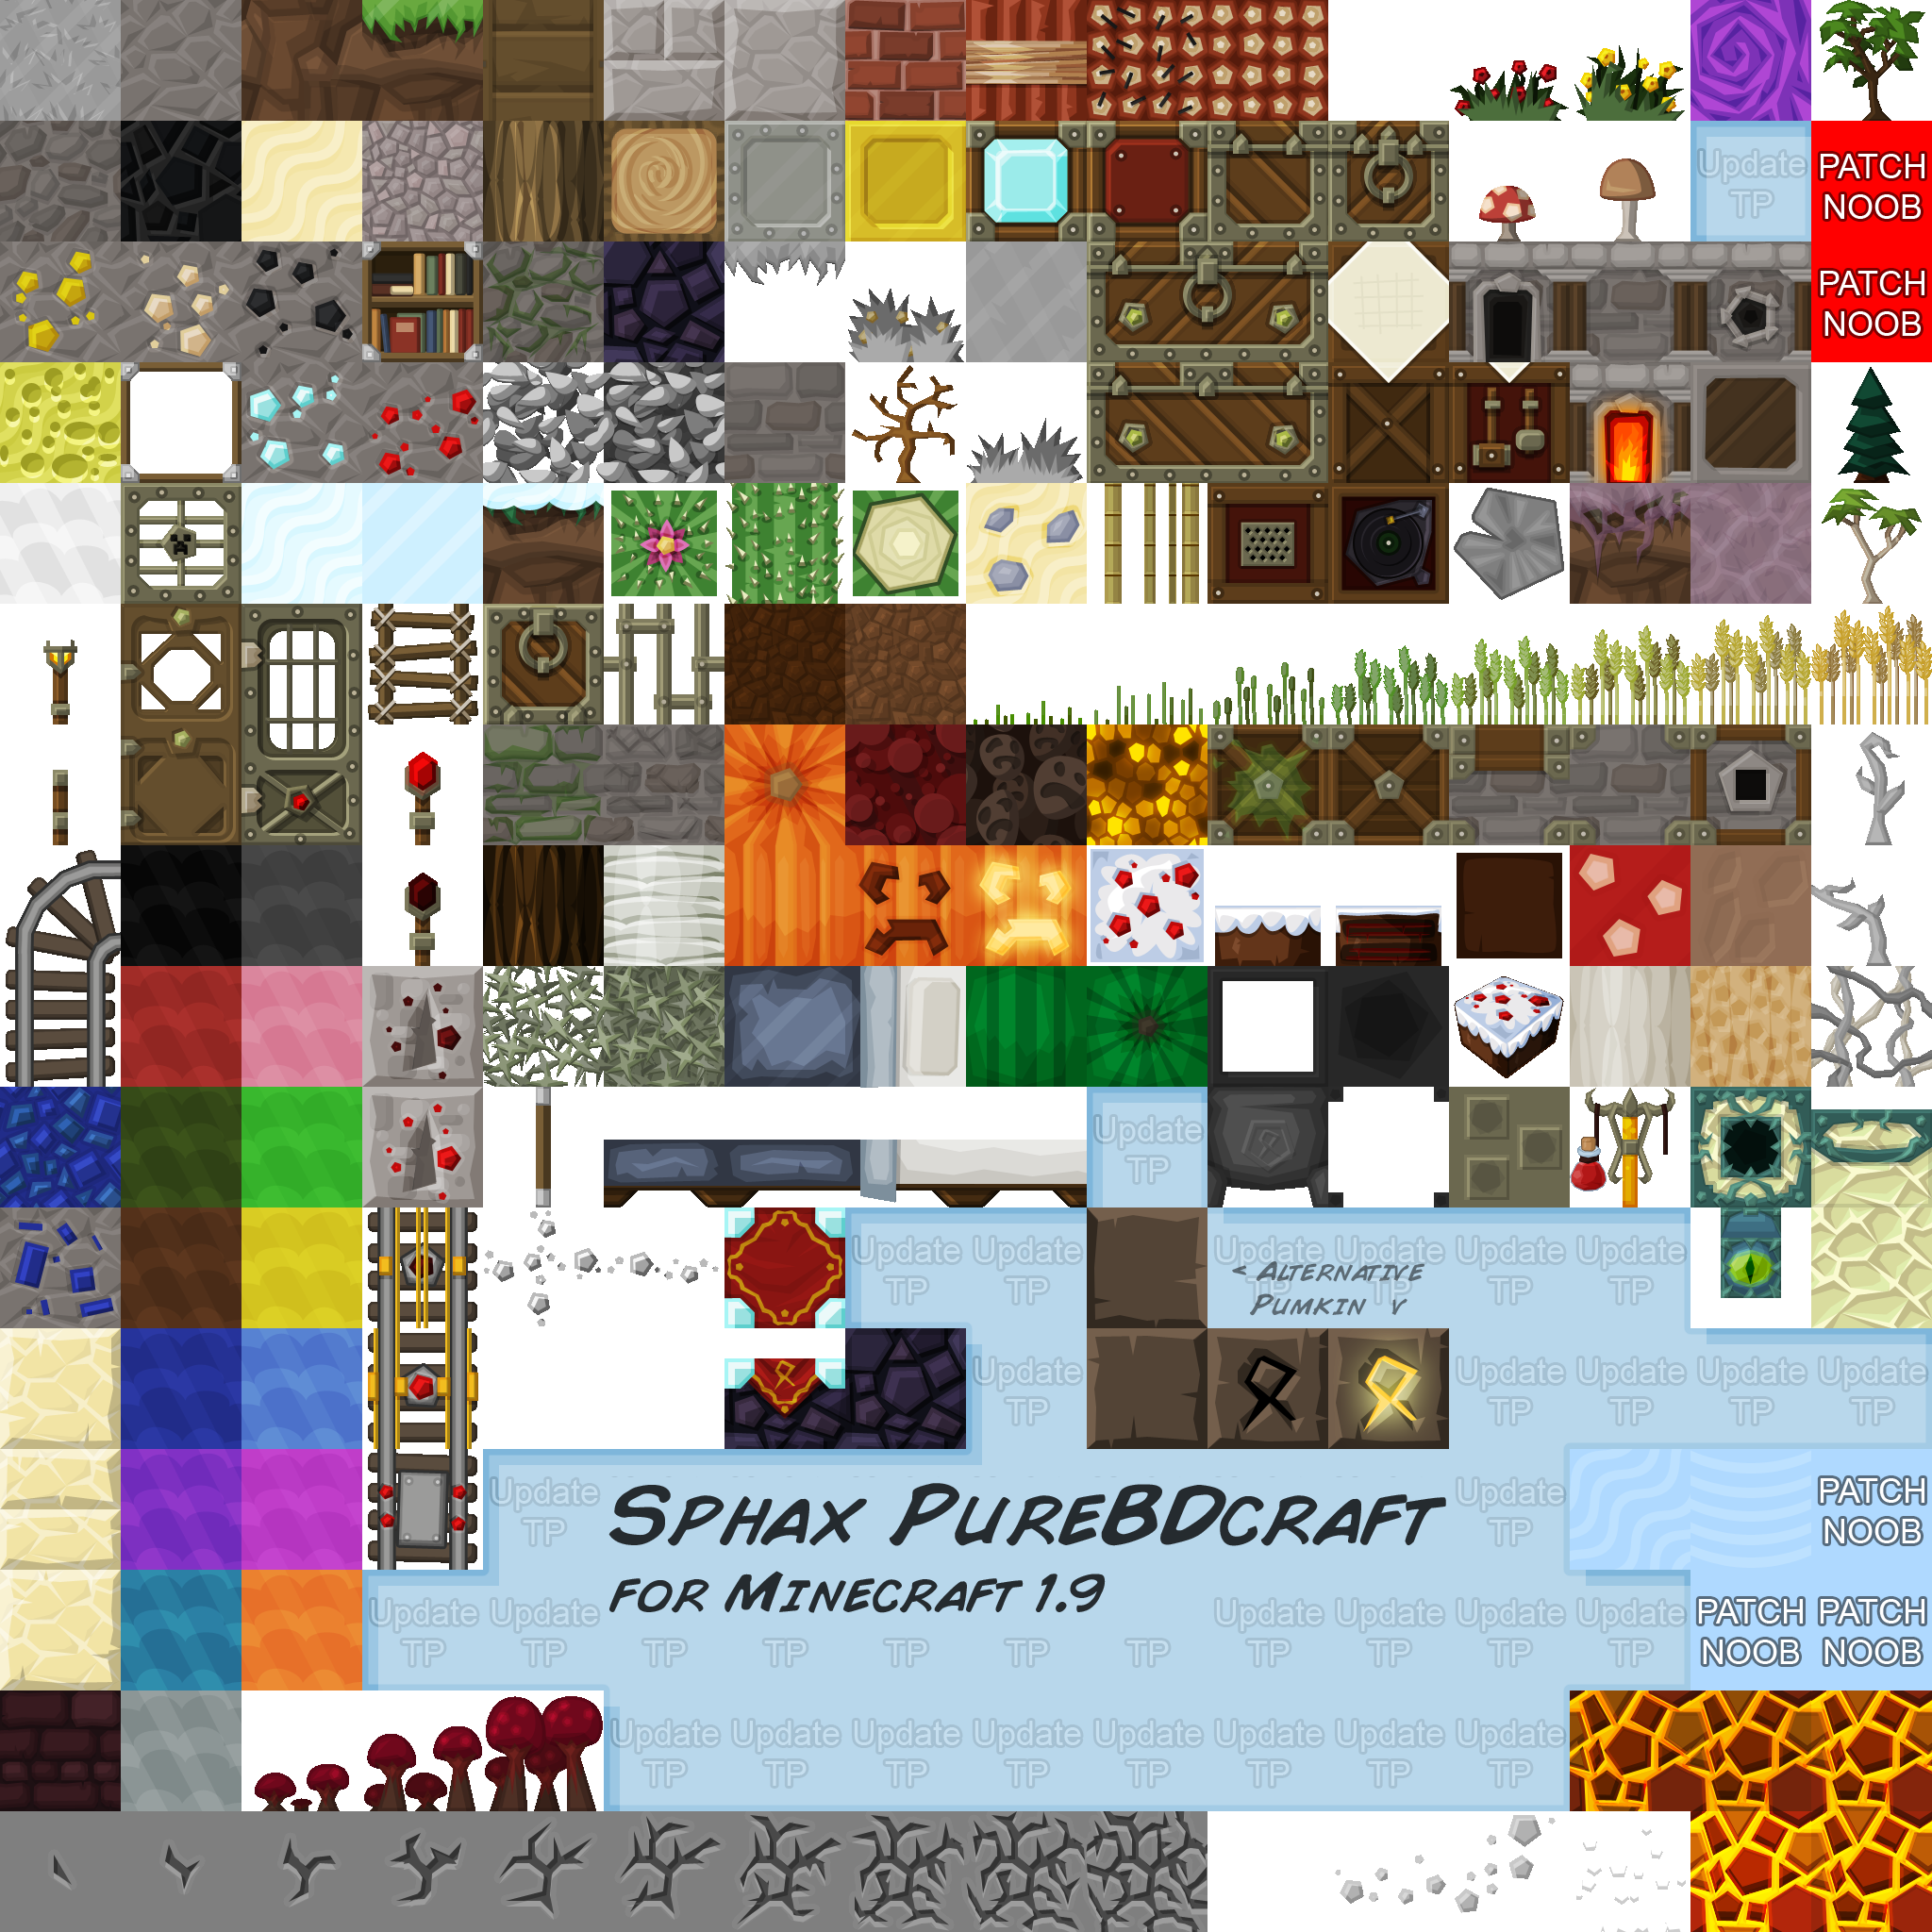 Update
TP
PATCH
NOOB
PATCH
NOOB
Update
TP
Update Update Update Update Update Update
< Alternative
TP TP TP TP TP TP
Pumkin v
Update Update Update Update Update
TP TP TP TP TP
Update
TP
Sphax PureBDcraft
Update
TP
PATCH
NOOB
for Minecraft 1.9
Update Update Update Update Update Update
TP TP TP TP TP TP TP TP TP TP TP
PATCH PATCH
NOOB NOOB
Update Update Update Update Update Update Update Update
TP TP TP TP TP TP TP TP